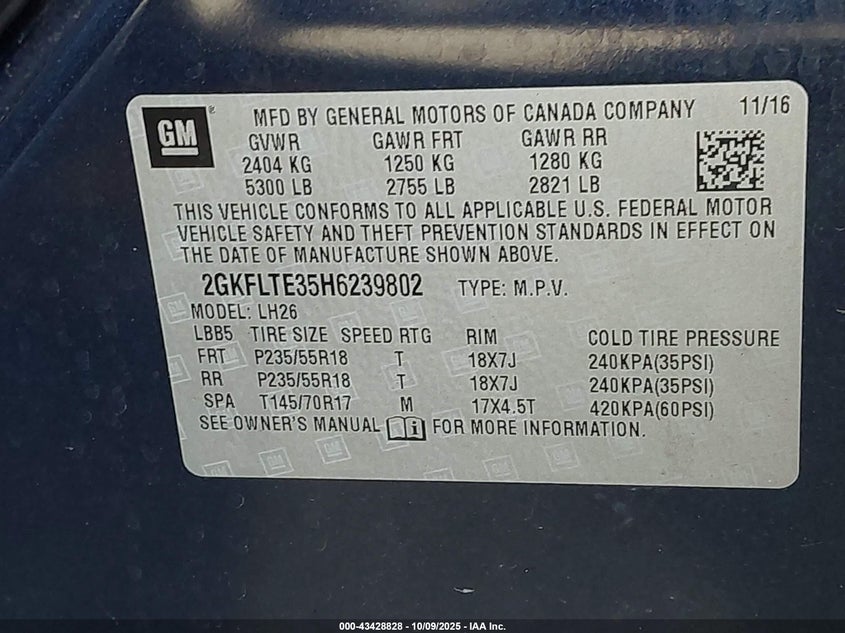 GM ® MFD BY GENERAL MOTORS OF CANADA COMPANY 11/16
GVWR GAWR FRT GAWR RR
2404 KG 1250 KG 1280 KG
5300 LB 2755 LB 2821 LB
THIS VEHICLE CONFORMS TO ALL APPLICABLE U.S. FEDERAL MOTOR
VEHICLE SAFETY AND THEFT PREVENTION STANDARDS IN EFFECT ON
THE DATE OF MANUFACTURE SHOWN ABOVE.
2GKFLTE35H6239802 TYPE: M.P.V.
MODEL: LH26
LBB5 TIRE SIZE SPEED RTG RIM COLD TIRE PRESSURE
FRT P235/55R18 T 18X7J 240KPA(35PSI)
RR P235/55R18 T 18X7J 240KPA(35PSI)
SPA T145/70R17 M 17X4.5T 420KPA(60PSI)
SEE OWNER'S MANUAL i FOR MORE INFORMATION.
000-43428828 - 10/09/2025 - IAA Inc.